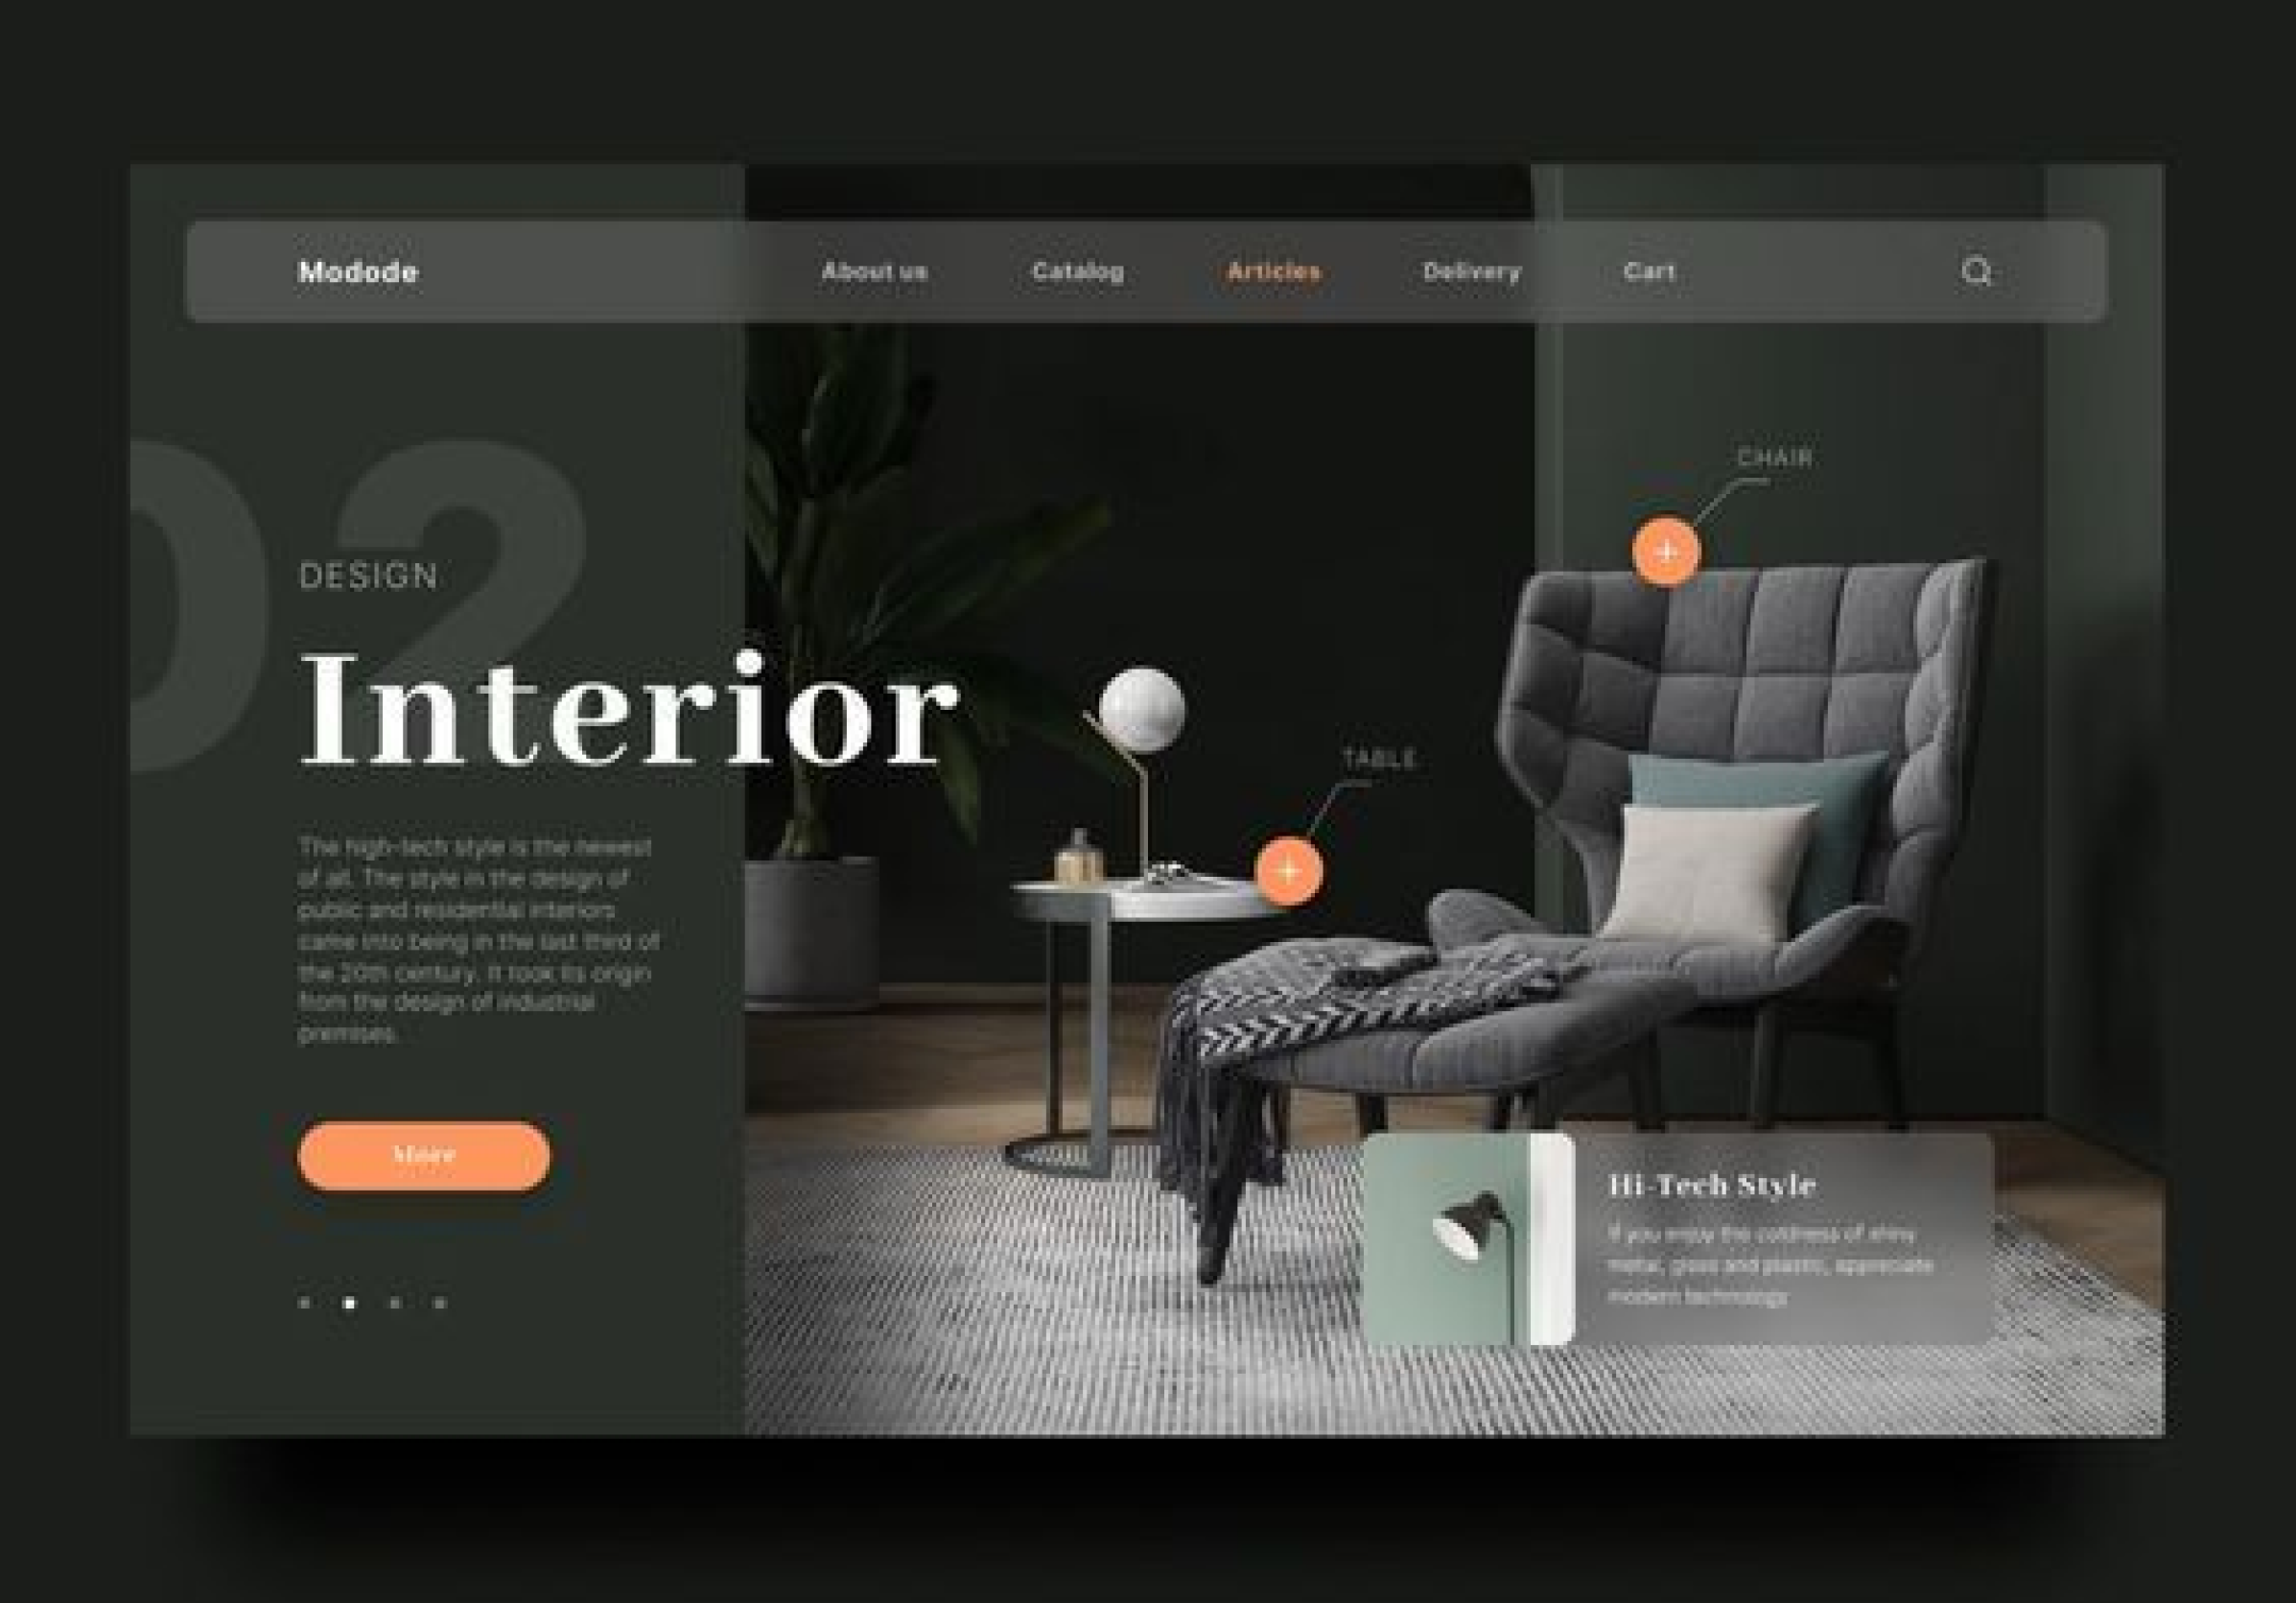 Modode
About us
Catalog
Articles
Delivery
Cart
02
DESIGN
Interior
The high-tech style is the newest
of all. The style in the design of
public and residential interiors
came into being in the last third of
the 20th century. It took its origin
from the design of industrial
premises.
More
CHAIR
TABLE
Hi-Tech Style
If you enjoy the coldness of shiny
metal, glass and plastic, appreciate
modern technology